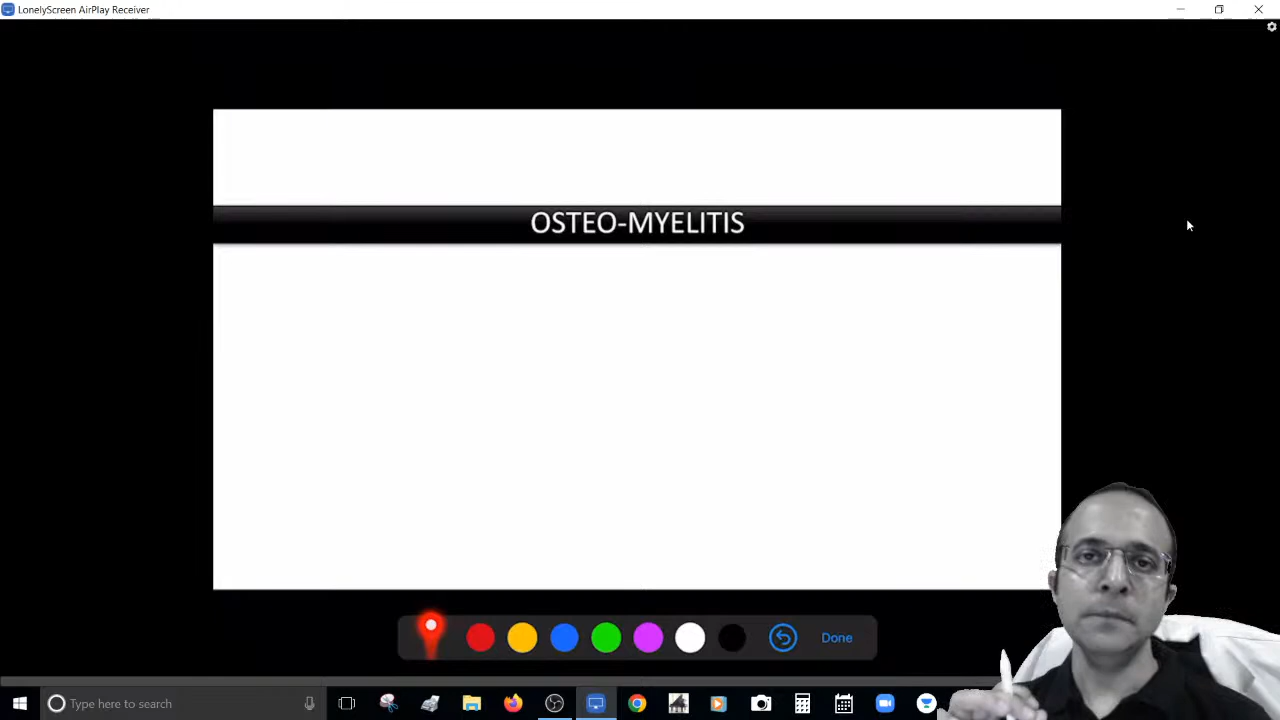 LonelyScreen AirPlay Receiver
OSTEO-MYELITIS
Done
Type here to search